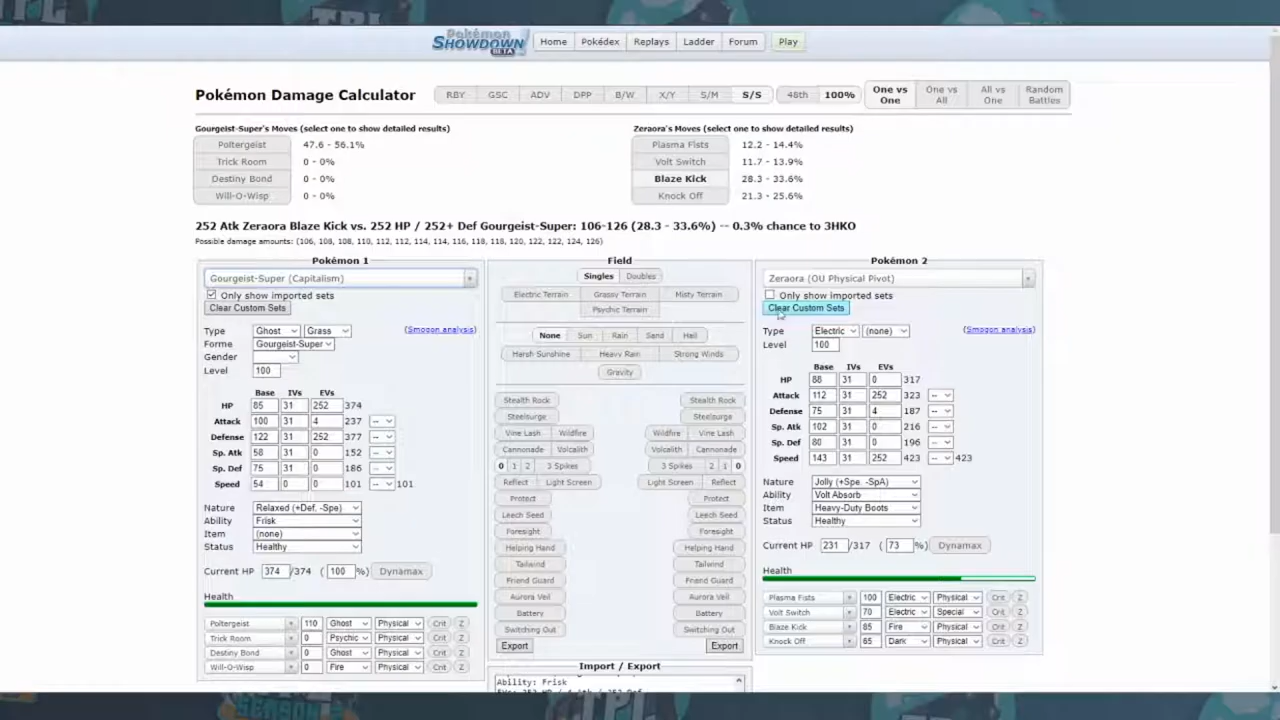 Pokémon
SHOWDOWN
BETA
Home Pokédex Replays Ladder Forum Play
Pokémon Damage Calculator
RBY GSC ADV DPP B/W X/Y S/M S/S 48th 100%
One vs One
One vs All
All vs One
Random Battles
Gourgeist-Super's Moves (select one to show detailed results)
Poltergeist 47.6 - 56.1%
Trick Room 0 - 0%
Destiny Bond 0 - 0%
Will-O-Wisp 0 - 0%
Zeraora's Moves (select one to show detailed results)
Plasma Fists 12.2 - 14.4%
Volt Switch 11.7 - 13.9%
Blaze Kick 28.3 - 33.6%
Knock Off 21.3 - 25.6%
252 Atk Zeraora Blaze Kick vs. 252 HP / 252+ Def Gourgeist-Super: 106-126 (28.3 - 33.6%) -- 0.3% chance to 3HKO
Possible damage amounts: (106, 108, 108, 110, 112, 112, 114, 114, 116, 118, 118, 120, 122, 122, 124, 126)
Pokémon 1
Gourgeist-Super (Capitalism)
Only show imported sets
Clear Custom Sets
Type Ghost Grass (Smogon analysis)
Forme Gourgeist-Super
Gender
Level 100
Base IVs EVs
HP 85 31 252 374
Attack 100 31 4 237 --
Defense 122 31 252 377 --
Sp. Atk 58 31 0 152 --
Sp. Def 75 31 0 186 --
Speed 54 0 0 101 -- 101
Nature Relaxed (+Def, -Spe)
Ability Frisk
Item (none)
Status Healthy
Current HP 374 /374 ( 100 %) Dynamax
Health
Poltergeist 110 Ghost Physical Crit Z
Trick Room 0 Psychic Physical Crit Z
Destiny Bond 0 Ghost Physical Crit Z
Will-O-Wisp 0 Fire Physical Crit Z
Field
Singles Doubles
Electric Terrain Grassy Terrain Misty Terrain
Psychic Terrain
None Sun Rain Sand Hail
Harsh Sunshine Heavy Rain Strong Winds
Gravity
Stealth Rock Stealth Rock
Steelsurge Steelsurge
Vine Lash Wildfire Wildfire Vine Lash
Cannonade Volcalith Volcalith Cannonade
0 1 2 3 Spikes 3 Spikes 2 1 0
Reflect Light Screen Light Screen Reflect
Protect Protect
Leech Seed Leech Seed
Foresight Foresight
Helping Hand Helping Hand
Tailwind Tailwind
Friend Guard Friend Guard
Aurora Veil Aurora Veil
Battery Battery
Switching Out Switching Out
Export Export
Import / Export
Ability: Frisk
EVs: 252 HP / 4 Atk / 252 Def
Pokémon 2
Zeraora (OU Physical Pivot)
Only show imported sets
Clear Custom Sets
Type Electric (none) (Smogon analysis)
Level 100
Base IVs EVs
HP 88 31 0 317
Attack 112 31 252 323 --
Defense 75 31 4 187 --
Sp. Atk 102 31 0 216 --
Sp. Def 80 31 0 196 --
Speed 143 31 252 423 -- 423
Nature Jolly (+Spe, -SpA)
Ability Volt Absorb
Item Heavy-Duty Boots
Status Healthy
Current HP 231 /317 ( 73 %) Dynamax
Health
Plasma Fists 100 Electric Physical Crit Z
Volt Switch 70 Electric Special Crit Z
Blaze Kick 85 Fire Physical Crit Z
Knock Off 65 Dark Physical Crit Z
SEASON
TPL